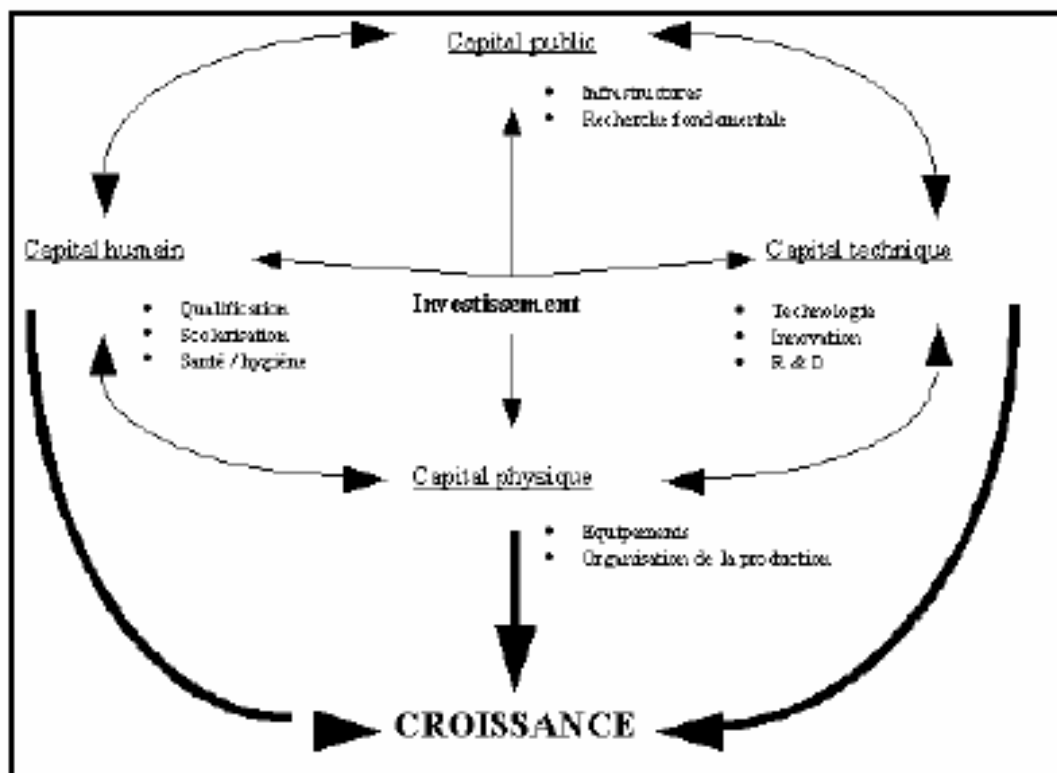 Capital public
• Infrastructures
• Recherche fondamentale
Capital humain
Capital technique
Investissement
• Qualification
• Scolarisation
• Santé / hygiène
• Technologie
• Innovation
• R & D
Capital physique
• Equipements
• Organisation de la production
CROISSANCE